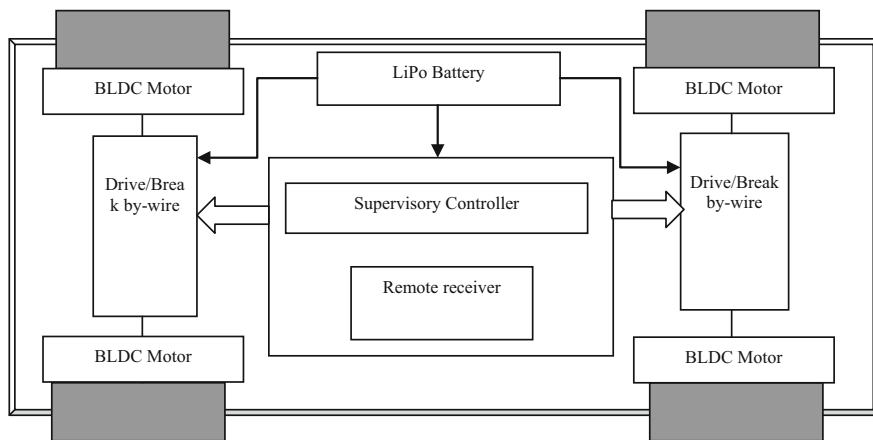 BLDC Motor
LiPo Battery
BLDC Motor
Drive/Brea
k by-wire
Supervisory Controller
Drive/Break
by-wire
Remote receiver
BLDC Motor
BLDC Motor